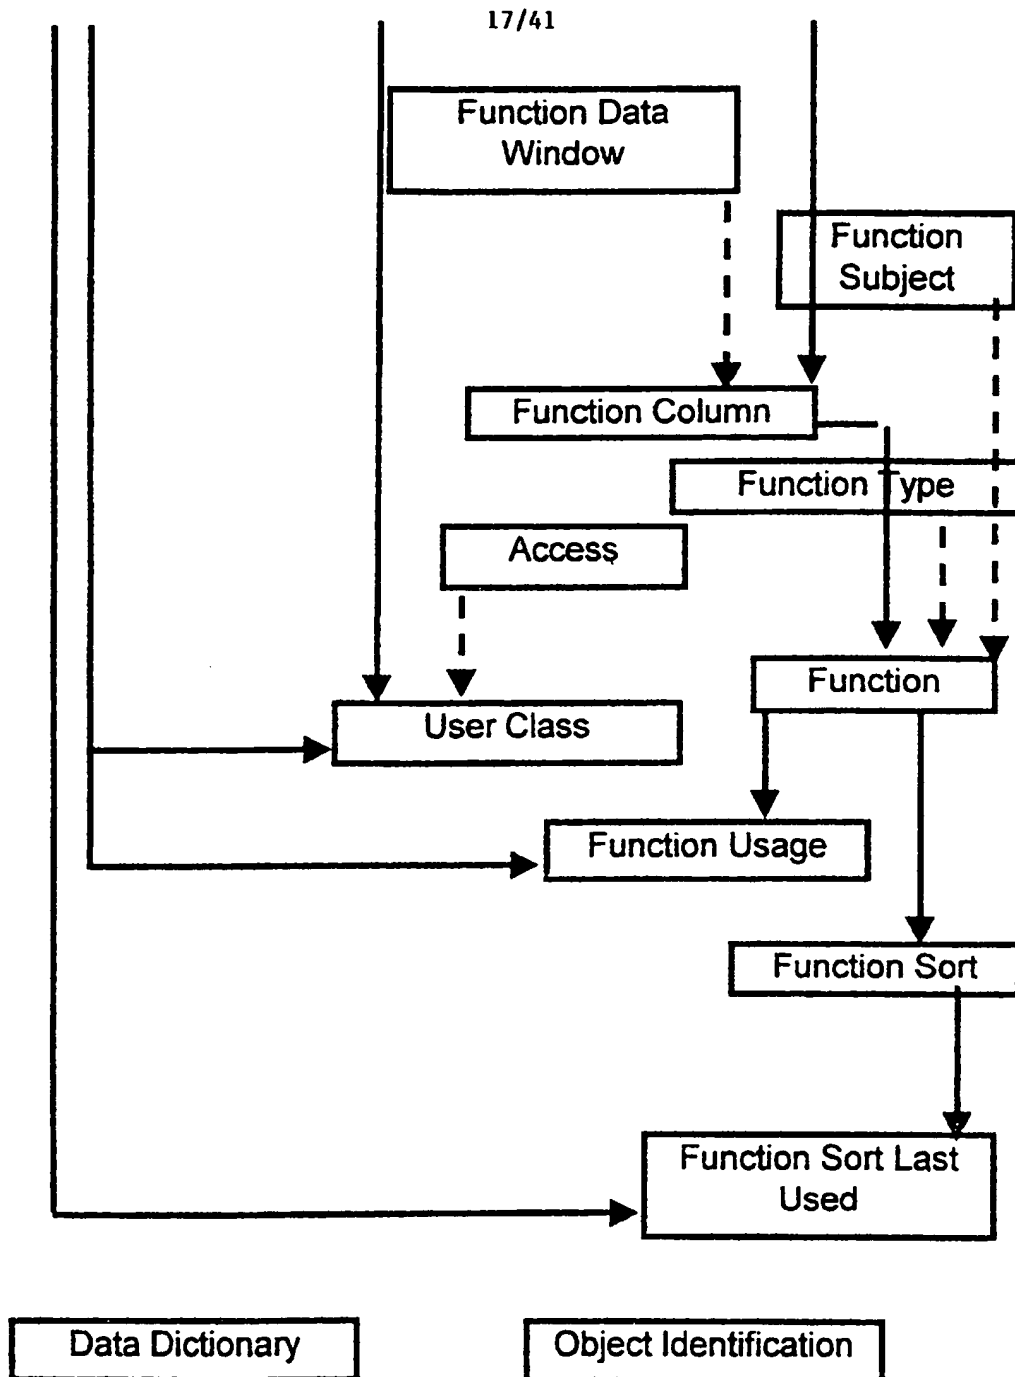 17/41
Function Data
Window
Function
Subject
Function Column
Function Type
Access
Function
User Class
Function Usage
Function Sort
Function Sort Last
Used
Data Dictionary
Object Identification